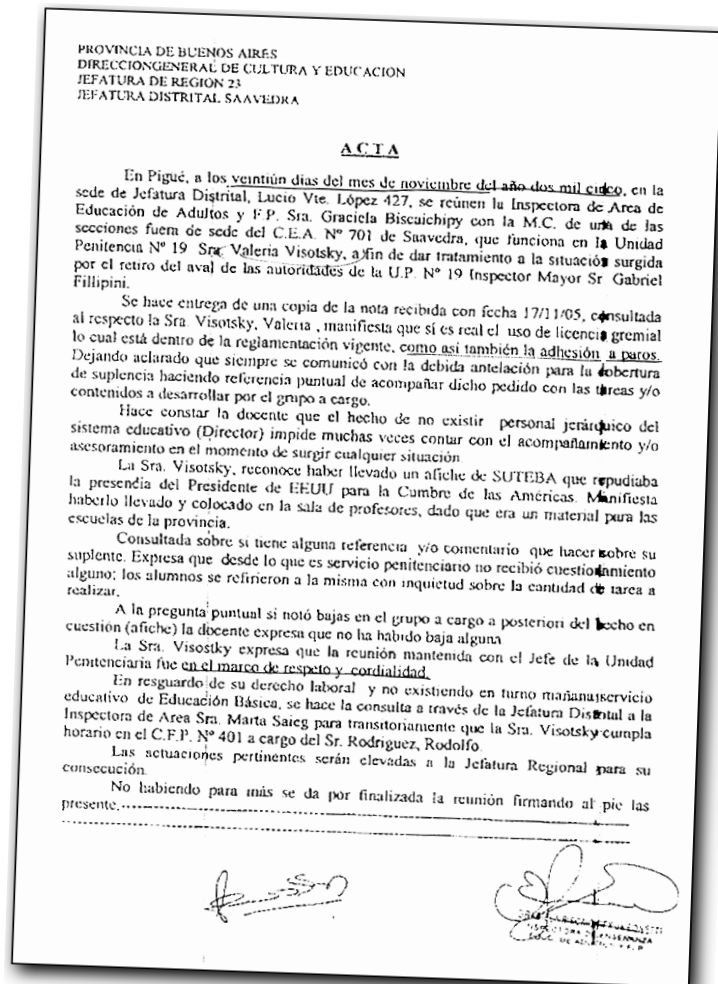 PROVINCIA DE BUENOS AIRES
DIRECCIONGENERAL DE CULTURA Y EDUCACION
JEFATURA DE REGION 23
JEFATURA DISTRITAL SAAVEDRA
ACTA
En Pigué, a los veintiún dias del mes de noviembre del año dos mil cinco, en la
sede de Jefatura Distrital, Lucio Vte. López 427, se reúnen la Inspectora de Area de
Educación de Adultos y F.P. Sra. Graciela Biscaichipy con la M.C. de una de las
secciones fuera de sede del C.E.A. Nº 701 de Saavedra, que funciona en la Unidad
Penitencia Nº 19 Sra. Valeria Visotsky, a fin de dar tratamiento a la situación surgida
por el retiro del aval de las autoridades de la U.P. Nº 19 Inspector Mayor Sr Gabriel
Fillipini.
Se hace entrega de una copia de la nota recibida con fecha 17/11/05, consultada
al respecto la Sra. Visotsky, Valeria , manifiesta que sí es real el uso de licencia gremial
lo cual está dentro de la reglamentación vigente, como asi también la adhesión a paros.
Dejando aclarado que siempre se comunicó con la debida antelación para la cobertura
de suplencia haciendo referencia puntual de acompañar dicho pedido con las tareas y/o
contenidos a desarrollar por el grupo a cargo.
Hace constar la docente que el hecho de no existir personal jerárquico del
sistema educativo (Director) impide muchas veces contar con el acompañamiento y/o
asesoramiento en el momento de surgir cualquier situación
La Sra. Visotsky, reconoce haber llevado un afiche de SUTEBA que repudiaba
la presendia del Presidente de EEUU para la Cumbre de las Américas. Manifiesta
haberlo llevado y colocado en la sala de profesores, dado que era un material para las
escuelas de la provincia.
Consultada sobre si tiene alguna referencia y/o comentario que hacer sobre su
suplente. Expresa que desde lo que es servicio penitenciario no recibió cuestionamiento
alguno; los alumnos se refirieron a la misma con inquietud sobre la cantidad de tarea a
realizar.
A la pregunta puntual si notó bajas en el grupo a cargo a posteriori del hecho en
cuestión (afiche) la docente expresa que no ha habido baja alguna
La Sra. Visostky expresa que la reunión mantenida con el Jefe de la Unidad
Penitenciaria fue en el marco de respeto y cordialidad.
En resguardo de su derecho laboral y no existiendo en turno mañana servicio
educativo de Educación Básica, se hace la consulta a través de la Jefatura Distrital a la
Inspectora de Area Sra. Marta Saieg para transitoriamente que la Sra. Visotsky cumpla
horario en el C.F.P. Nº 401 a cargo del Sr. Rodriguez, Rodolfo.
Las actuaciones pertinentes serán elevadas a la Jefatura Regional para su
consecución.
No habiendo para más se da por finalizada la reunión firmando al pie las
presente.